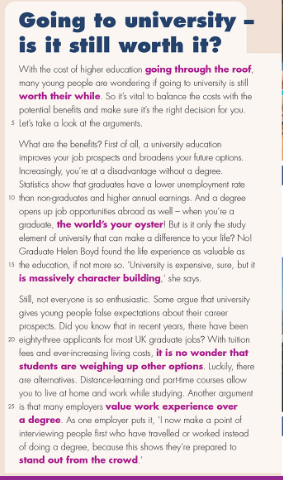 Going to university –
is it still worth it?
With the cost of higher education going through the roof,
many young people are wondering if going to university is still
worth their while. So it's vital to balance the costs with the
potential benefits and make sure it's the right decision for you.
5 Let's take a look at the arguments.
What are the benefits? First of all, a university education
improves your job prospects and broadens your future options.
Increasingly, you're at a disadvantage without a degree.
Statistics show that graduates have a lower unemployment rate
10 than non-graduates and higher annual earnings. And a degree
opens up job opportunities abroad as well – when you're a
graduate, the world's your oyster! But is it only the study
element of university that can make a difference to your life? No!
Graduate Helen Boyd found the life experience as valuable as
15 the education, if not more so. 'University is expensive, sure, but it
is massively character building,' she says.
Still, not everyone is so enthusiastic. Some argue that university
gives young people false expectations about their career
prospects. Did you know that in recent years, there have been
20 eighty-three applicants for most UK graduate jobs? With tuition
fees and ever-increasing living costs, it is no wonder that
students are weighing up other options. Luckily, there
are alternatives. Distance-learning and part-time courses allow
you to live at home and work while studying. Another argument
25 is that many employers value work experience over
a degree. As one employer puts it, 'I now make a point of
interviewing people first who have travelled or worked instead
of doing a degree, because this shows they're prepared to
stand out from the crowd.'